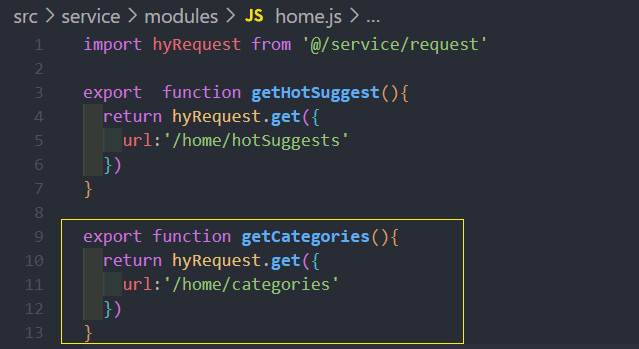 src > service > modules > JS home.js > ...
1 import hyRequest from '@/service/request'
2
3 export  function getHotSuggest(){
4   return hyRequest.get({
5     url:'/home/hotSuggests'
6   })
7 }
8
9 export function getCategories(){
10   return hyRequest.get({
11     url:'/home/categories'
12   })
13 }